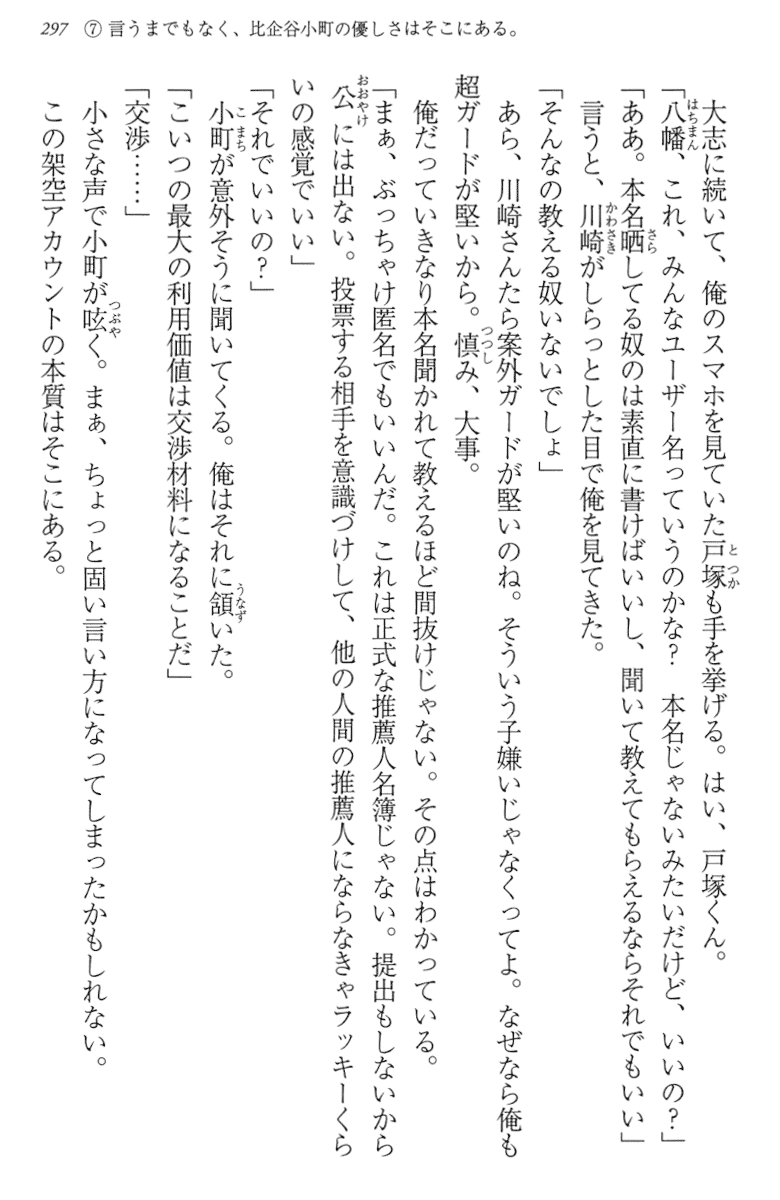 297 ⑦ 言うまでもなく、比企谷小町の優しさはそこにある。
　大志に続いて、俺のスマホを見ていた戸塚も手を挙げる。はい、戸塚くん。
「八幡、これ、みんなユーザー名っていうのかな？　本名じゃないみたいだけど、いいの？」
「ああ。本名晒してる奴のは素直に書けばいいし、聞いて教えてもらえるならそれでもいい」
　言うと、川崎がしらっとした目で俺を見てきた。
「そんなの教える奴いないでしょ」
　あら、川崎さんたら案外ガードが堅いのね。そういう子嫌いじゃなくってよ。なぜなら俺も
超ガードが堅いから。慎み、大事。
　俺だっていきなり本名聞かれて教えるほど間抜けじゃない。その点はわかっている。
「まぁ、ぶっちゃけ匿名でもいいんだ。これは正式な推薦人名簿じゃない。提出もしないから
公には出ない。投票する相手を意識づけして、他の人間の推薦人にならなきゃラッキーくら
いの感覚でいい」
「それでいいの？」
　小町が意外そうに聞いてくる。俺はそれに頷いた。
「こいつの最大の利用価値は交渉材料になることだ」
「交渉……」
　小さな声で小町が呟く。まぁ、ちょっと固い言い方になってしまったかもしれない。
　この架空アカウントの本質はそこにある。